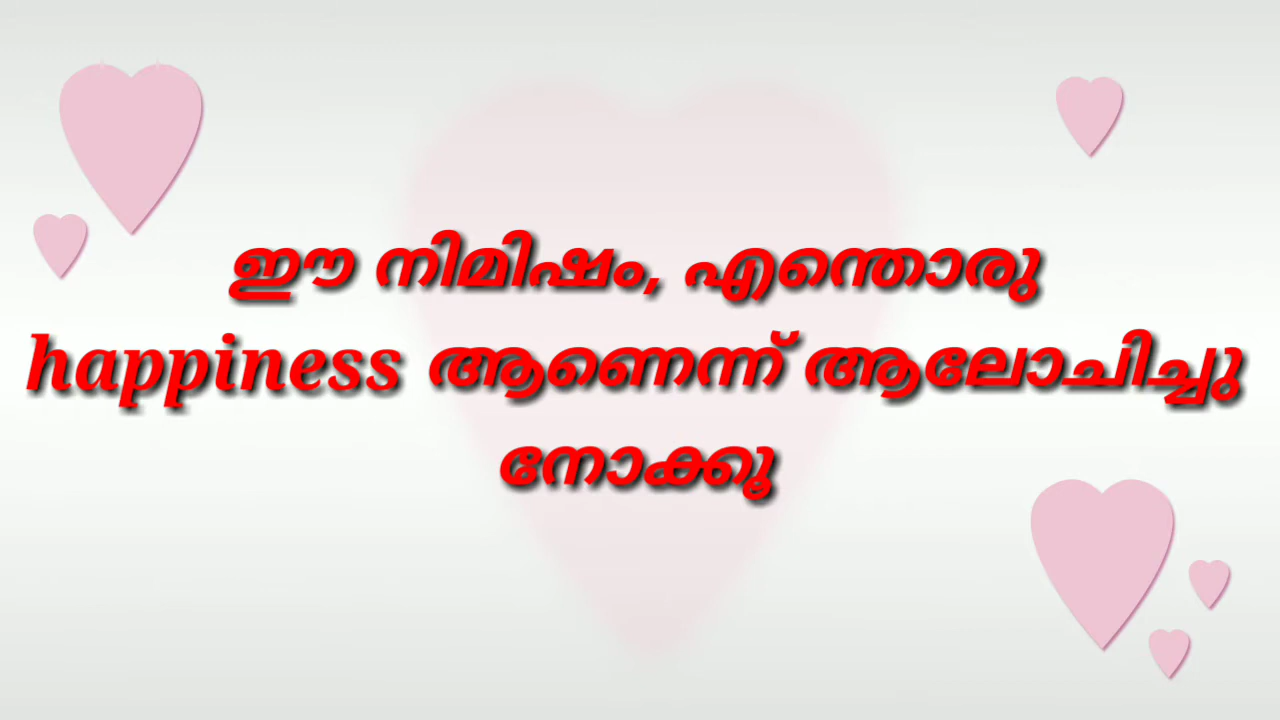 ഈ നിമിഷം, എന്തൊരു
happiness ആണെന്ന് ആലോചിച്ചു
നോക്കൂ